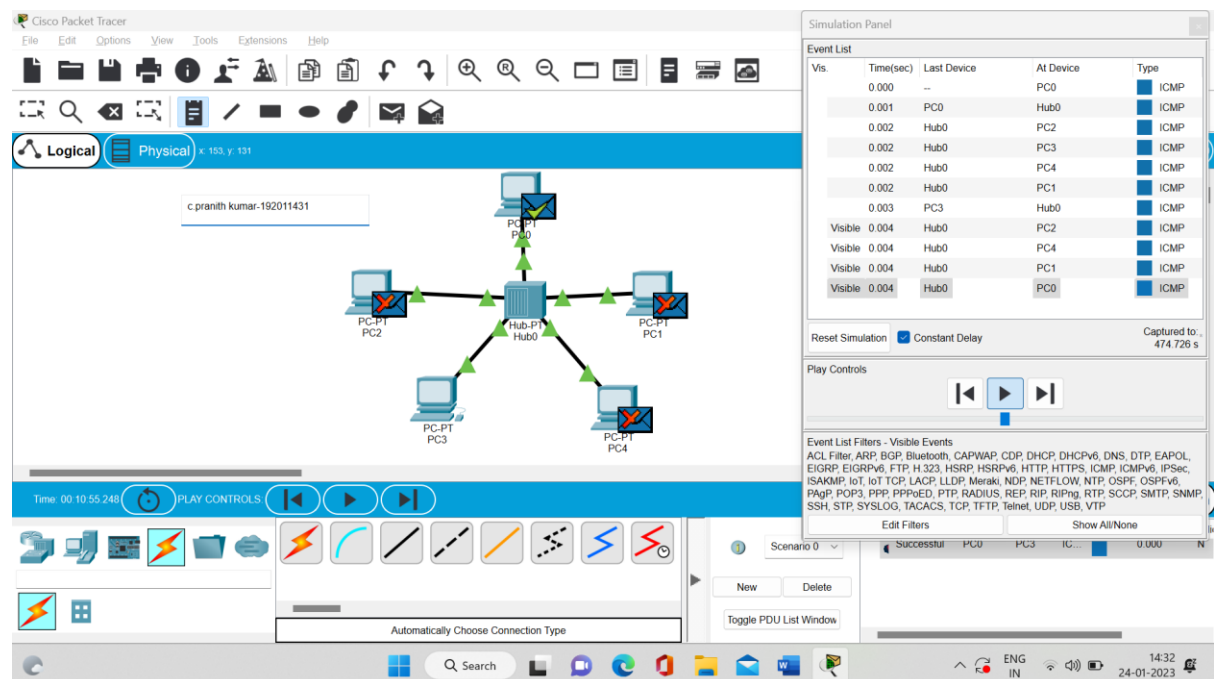 Cisco Packet Tracer
File Edit Options View Tools Extensions Help
Logical Physical x: 153, y: 131
c.pranith kumar-192011431
PC-PT
PC0
PC-PT
PC2
Hub-PT
Hub0
PC-PT
PC1
PC-PT
PC3
PC-PT
PC4
Time: 00:10:55.248 PLAY CONTROLS:
Automatically Choose Connection Type
Scenario 0
New Delete
Toggle PDU List Window
Simulation Panel
Event List
Vis. Time(sec) Last Device At Device Type
0.000 -- PC0 ICMP
0.001 PC0 Hub0 ICMP
0.002 Hub0 PC2 ICMP
0.002 Hub0 PC3 ICMP
0.002 Hub0 PC4 ICMP
0.002 Hub0 PC1 ICMP
0.003 PC3 Hub0 ICMP
Visible 0.004 Hub0 PC2 ICMP
Visible 0.004 Hub0 PC4 ICMP
Visible 0.004 Hub0 PC1 ICMP
Visible 0.004 Hub0 PC0 ICMP
Reset Simulation Constant Delay Captured to:
474.726 s
Play Controls
Event List Filters - Visible Events
ACL Filter, ARP, BGP, Bluetooth, CAPWAP, CDP, DHCP, DHCPv6, DNS, DTP, EAPOL,
EIGRP, EIGRPv6, FTP, H.323, HSRP, HSRPv6, HTTP, HTTPS, ICMP, ICMPv6, IPSec,
ISAKMP, IoT, IoT TCP, LACP, LLDP, Meraki, NDP, NETFLOW, NTP, OSPF, OSPFv6,
PAgP, POP3, PPP, PPPoED, PTP, RADIUS, REP, RIP, RIPng, RTP, SCCP, SMTP, SNMP,
SSH, STP, SYSLOG, TACACS, TCP, TFTP, Telnet, UDP, USB, VTP
Edit Filters Show All/None
Successful PC0 PC3 IC... 0.000 N
Search
ENG
IN
14:32
24-01-2023